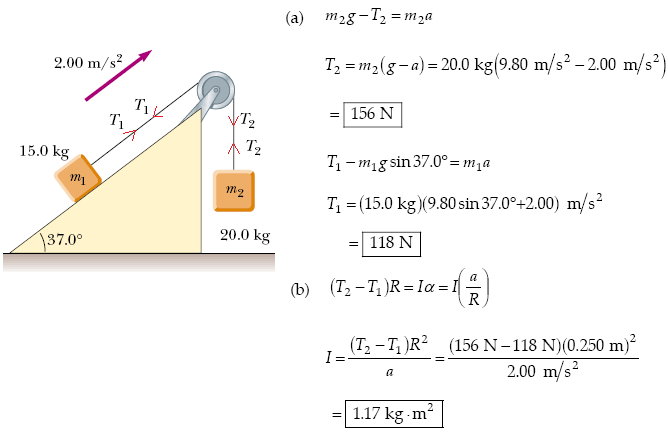 2.00 m/s²
T₁
T₁
T₂
T₂
15.0 kg
m₁
m₂
37.0°
20.0 kg
(a) m₂g – T₂ = m₂a
T₂ = m₂(g – a) = 20.0 kg(9.80 m/s² – 2.00 m/s²)
= 156 N
T₁ – m₁g sin 37.0° = m₁a
T₁ = (15.0 kg)(9.80 sin 37.0°+2.00) m/s²
= 118 N
(b) (T₂ – T₁)R = Iα = I(a/R)
I = (T₂ – T₁)R²/a = (156 N – 118 N)(0.250 m)²/2.00 m/s²
= 1.17 kg · m²